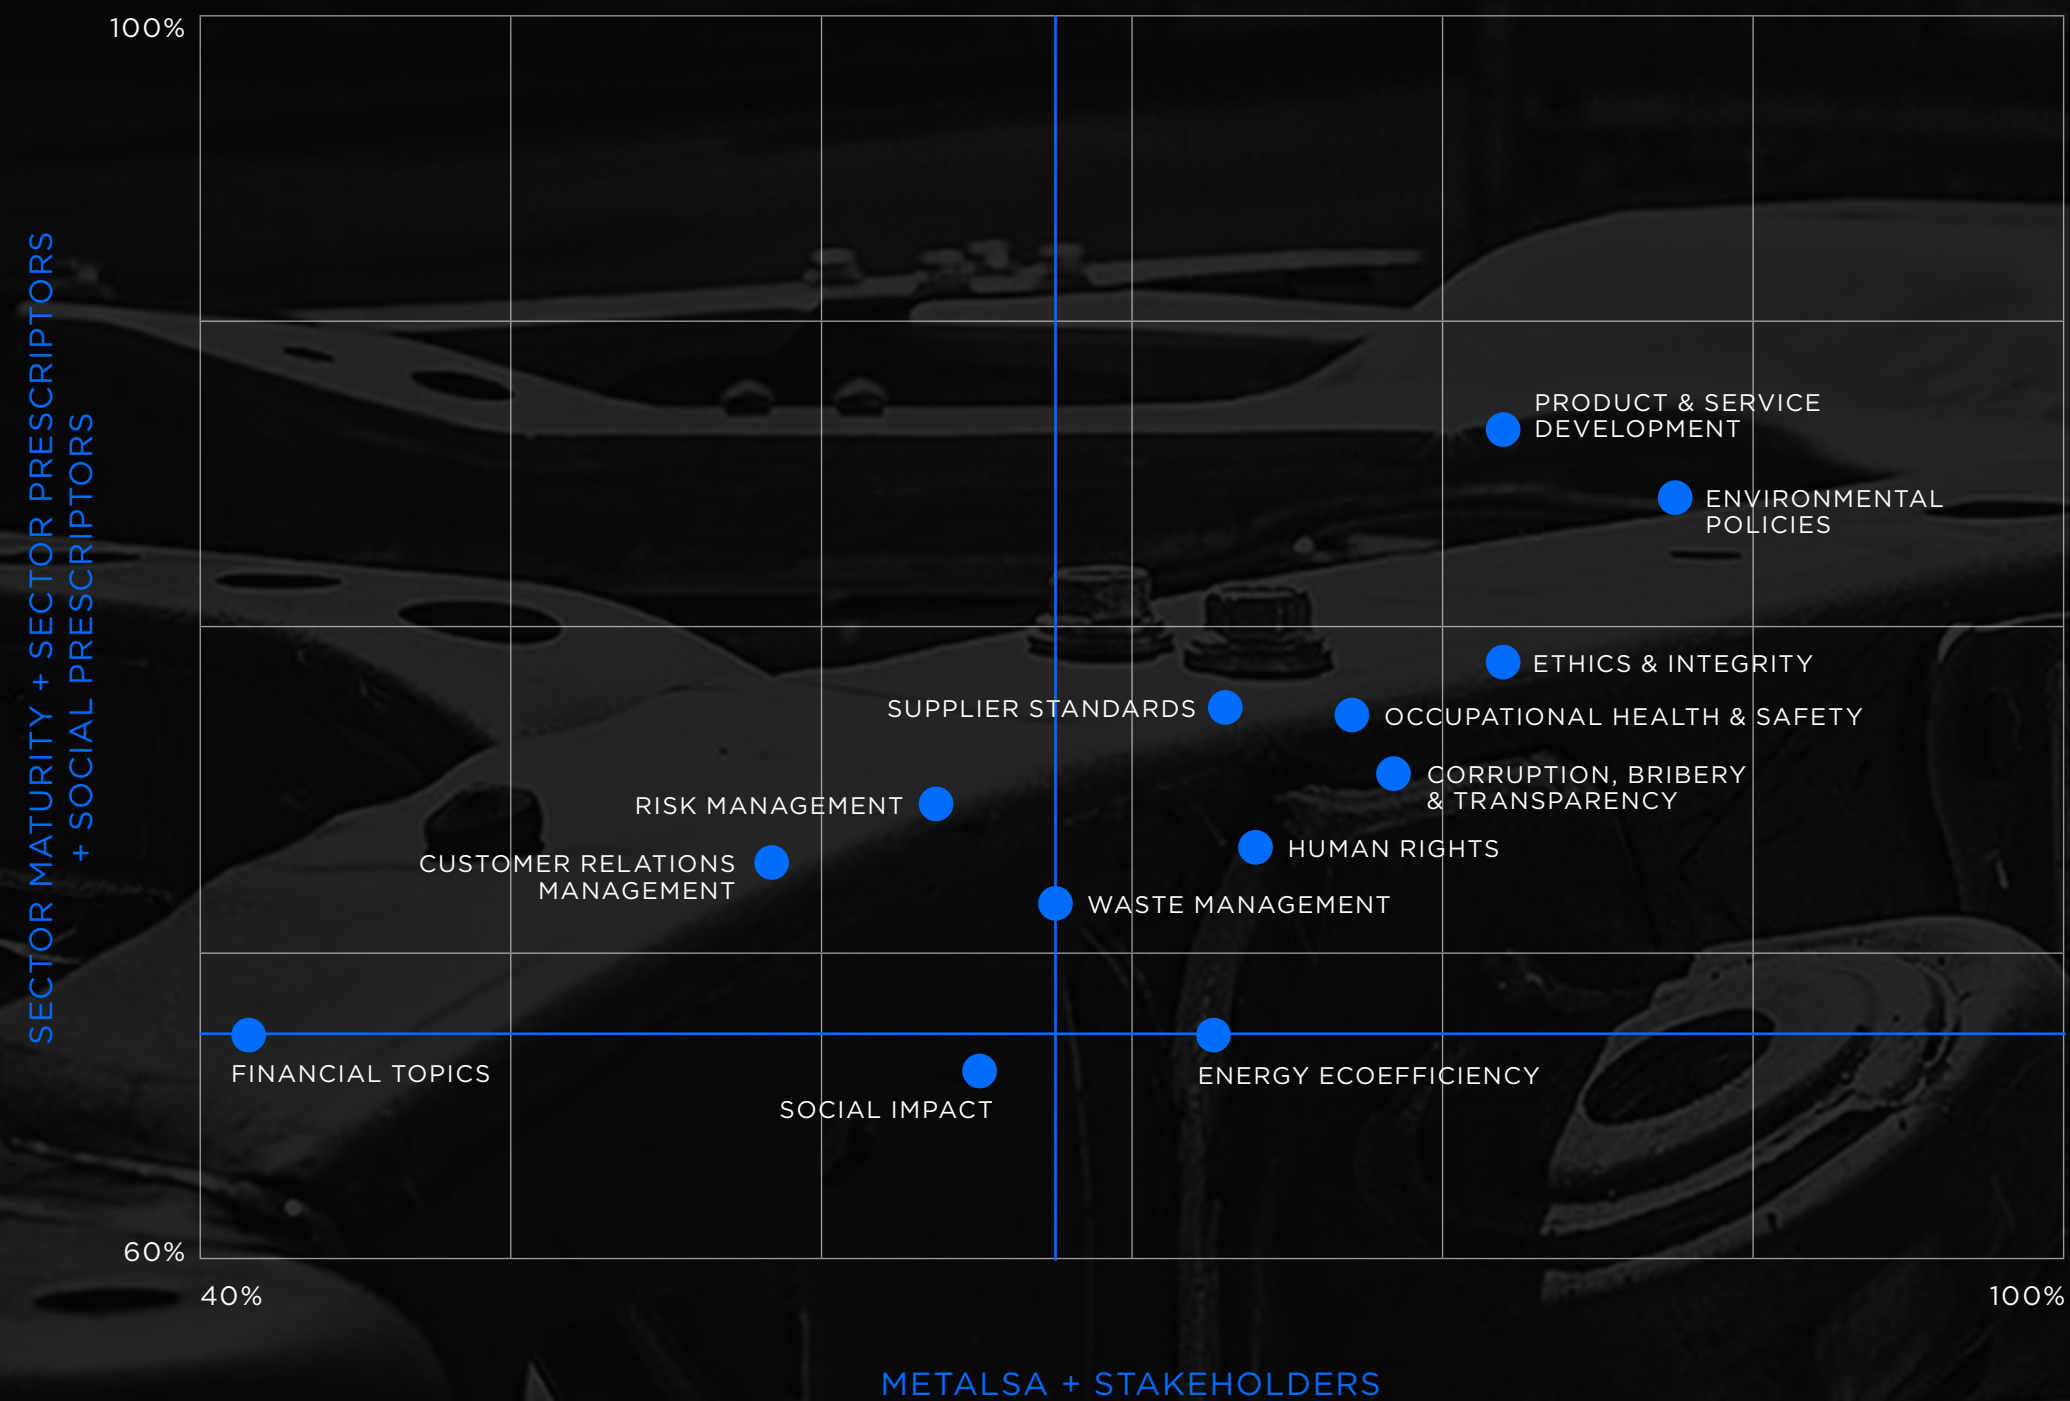 100%
SECTOR MATURITY + SECTOR PRESCRIPTORS
+ SOCIAL PRESCRIPTORS
PRODUCT & SERVICE
DEVELOPMENT
ENVIRONMENTAL
POLICIES
ETHICS & INTEGRITY
SUPPLIER STANDARDS
OCCUPATIONAL HEALTH & SAFETY
CORRUPTION, BRIBERY
& TRANSPARENCY
RISK MANAGEMENT
HUMAN RIGHTS
CUSTOMER RELATIONS
MANAGEMENT
WASTE MANAGEMENT
FINANCIAL TOPICS
ENERGY ECOEFFICIENCY
SOCIAL IMPACT
60%
40%
100%
METALSA + STAKEHOLDERS